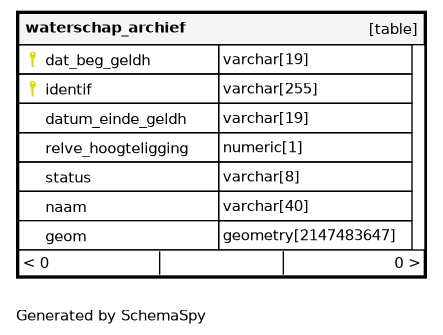 waterschap_archief [table]
dat_beg_geldh varchar[19]
identif varchar[255]
datum_einde_geldh varchar[19]
relve_hoogteligging numeric[1]
status varchar[8]
naam varchar[40]
geom geometry[2147483647]
< 0 0 >
Generated by SchemaSpy